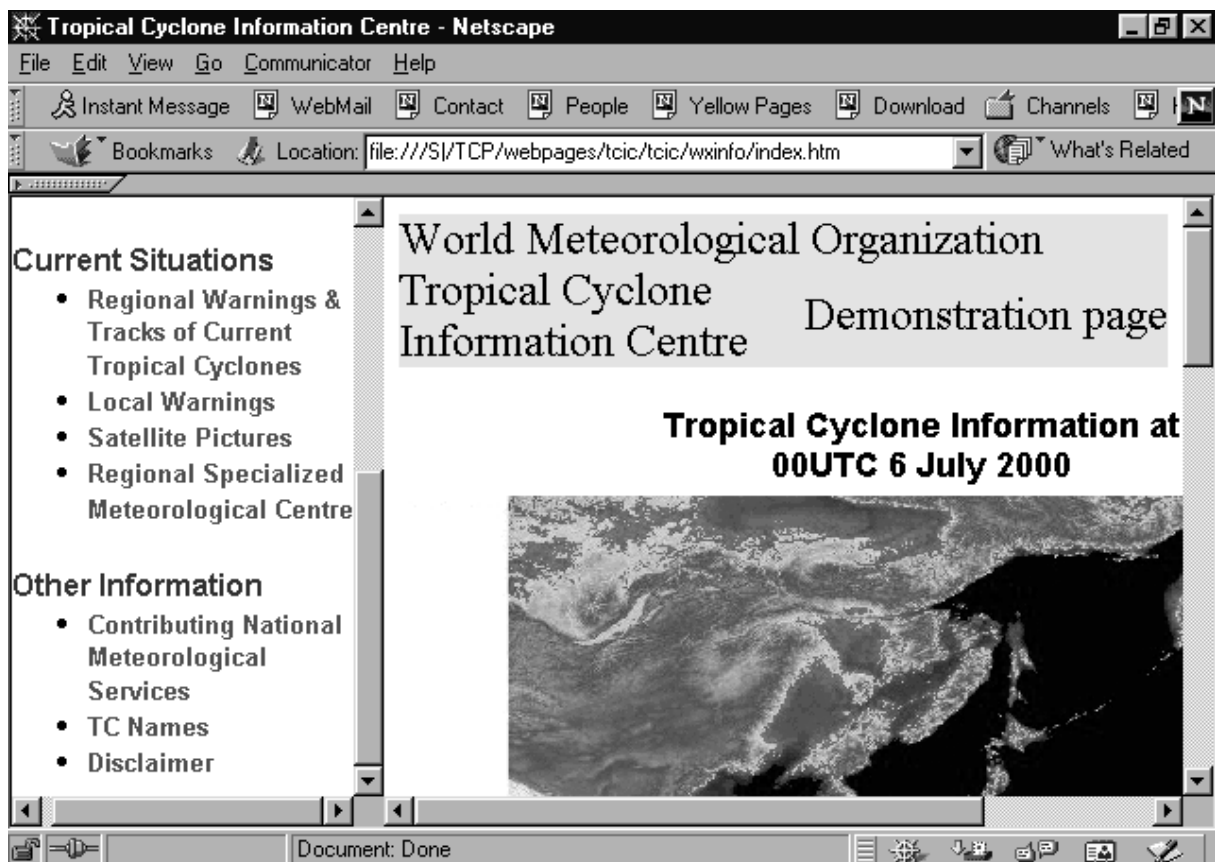 Tropical Cyclone Information Centre - Netscape
File Edit View Go Communicator Help
Instant Message WebMail Contact People Yellow Pages Download Channels
Bookmarks Location: file:///S|/TCP/webpages/tcic/tcic/wxinfo/index.htm What's Related
Current Situations
Regional Warnings &
Tracks of Current
Tropical Cyclones
Local Warnings
Satellite Pictures
Regional Specialized
Meteorological Centre
Other Information
Contributing National
Meteorological
Services
TC Names
Disclaimer
World Meteorological Organization
Tropical Cyclone
Information Centre
Demonstration page
Tropical Cyclone Information at
00UTC 6 July 2000
Document: Done